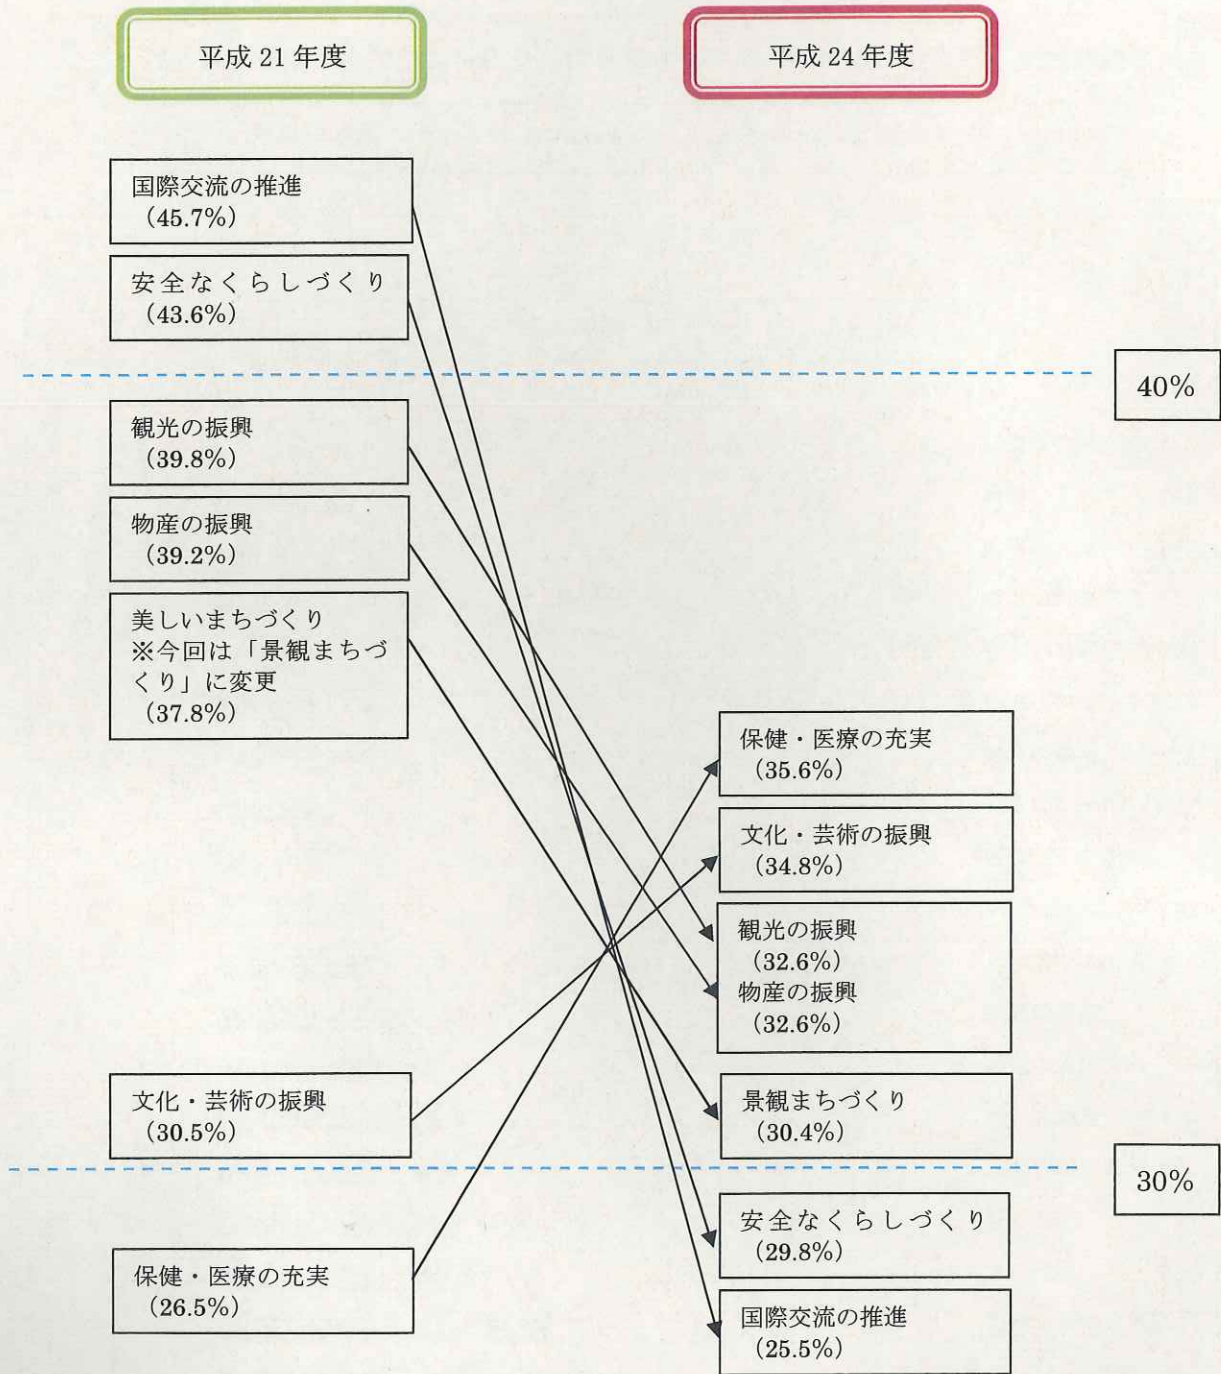 平成 21 年度
平成 24 年度
国際交流の推進
（45.7%）
安全なくらしづくり
（43.6%）
40%
観光の振興
（39.8%）
物産の振興
（39.2%）
美しいまちづくり
※今回は「景観まちづ
くり」に変更
（37.8%）
保健・医療の充実
（35.6%）
文化・芸術の振興
（34.8%）
観光の振興
（32.6%）
物産の振興
（32.6%）
文化・芸術の振興
（30.5%）
景観まちづくり
（30.4%）
30%
安全なくらしづくり
（29.8%）
保健・医療の充実
（26.5%）
国際交流の推進
（25.5%）